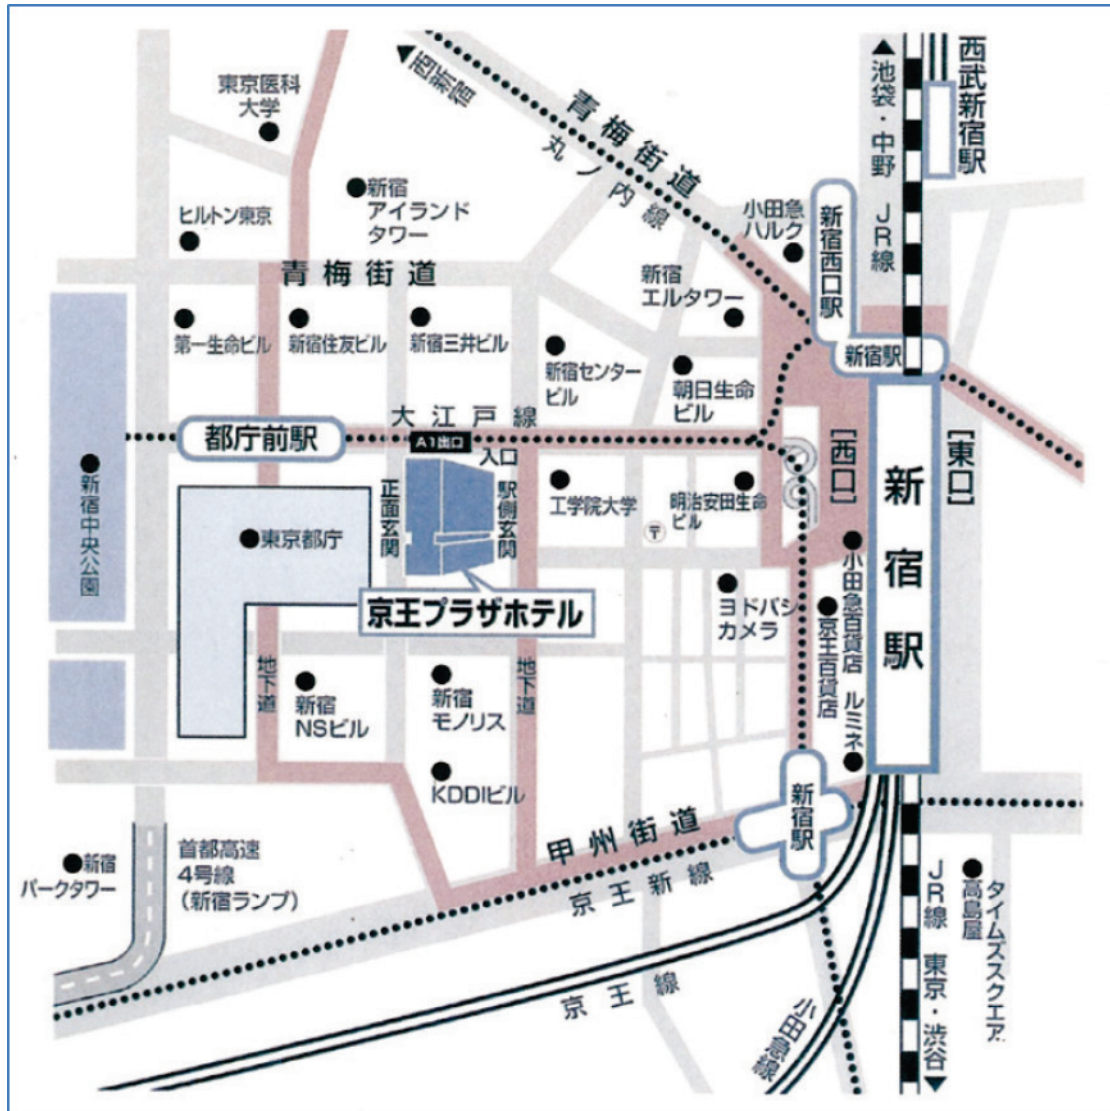 東京医科
大学
西新宿
青梅街道
丸ノ内線
池袋・中野
JR線
西武新宿駅
新宿
アイランド
タワー
ヒルトン東京
小田急
ハルク
新宿西口駅
青梅街道
新宿
エルタワー
第一生命ビル
新宿住友ビル
新宿三井ビル
新宿センター
ビル
朝日生命
ビル
新宿駅
大江戸線
都庁前駅
A1出口
入口
[西口]
[東口]
新宿駅
新宿中央公園
東京都庁
正面玄関
駅側玄関
工学院大学
明治安田生命
ビル
〒
京王プラザホテル
ヨドバシ
カメラ
小田急百貨店
京王百貨店
ルミネ
地下道
地下道
新宿
NSビル
新宿
モノリス
KDDIビル
新宿駅
甲州街道
京王新線
首都高速
4号線
(新宿ランプ)
新宿
パークタワー
京王線
小田急線
JR線
東京・渋谷
高島屋
タイムズスクエア